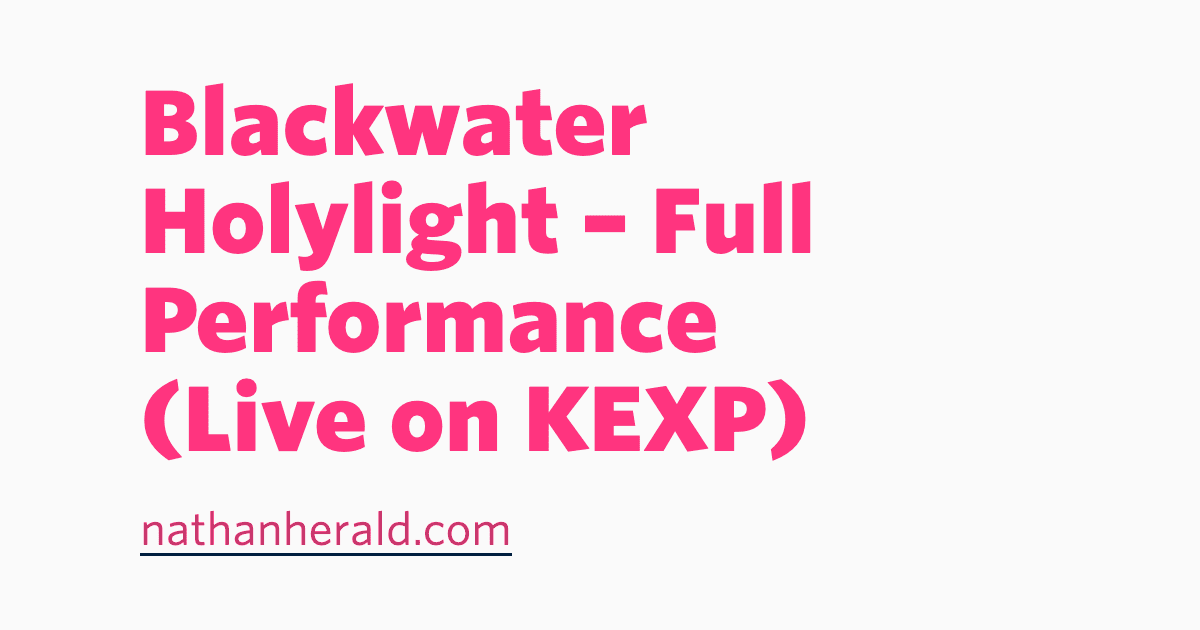 Blackwater
Holylight – Full
Performance
(Live on KEXP)
nathanherald.com